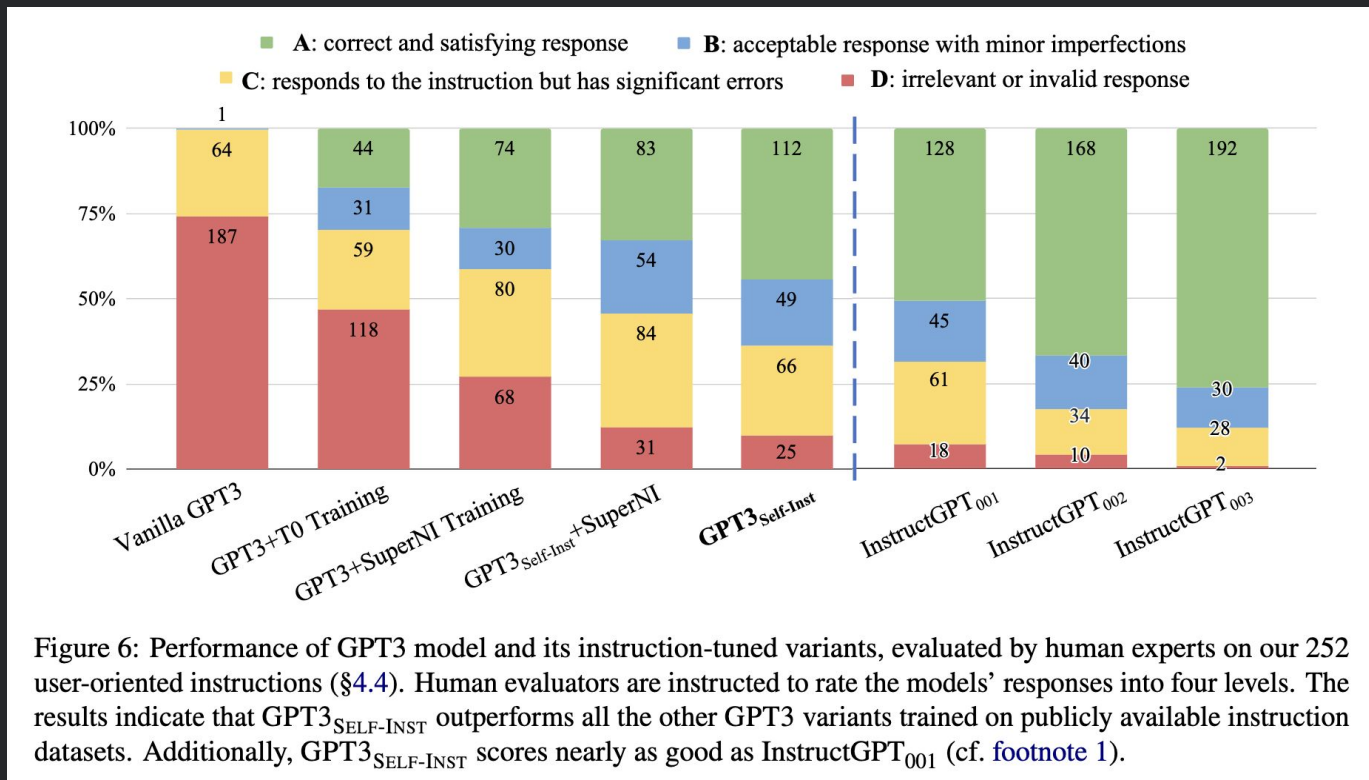 A: correct and satisfying response B: acceptable response with minor imperfections
C: responds to the instruction but has significant errors D: irrelevant or invalid response
100%
75%
50%
25%
0%
1
64
187
44
31
59
118
74
30
80
68
83
54
84
31
112
49
66
25
128
45
61
18
168
40
34
10
192
30
28
2
Vanilla GPT3
GPT3+T0 Training
GPT3+SuperNI Training
GPT3Self-Inst+SuperNI
GPT3Self-Inst
InstructGPT001
InstructGPT002
InstructGPT003
Figure 6: Performance of GPT3 model and its instruction-tuned variants, evaluated by human experts on our 252
user-oriented instructions (§4.4). Human evaluators are instructed to rate the models' responses into four levels. The
results indicate that GPT3SELF-INST outperforms all the other GPT3 variants trained on publicly available instruction
datasets. Additionally, GPT3SELF-INST scores nearly as good as InstructGPT001 (cf. footnote 1).